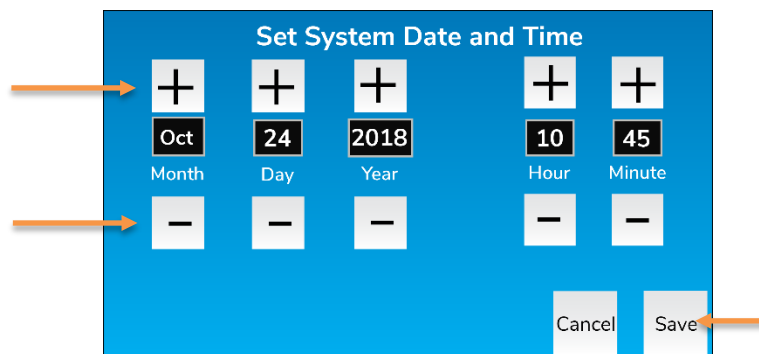 Set System Date and Time
+ + + + +
Oct 24 2018 10 45
Month Day Year Hour Minute
- - - - -
Cancel Save